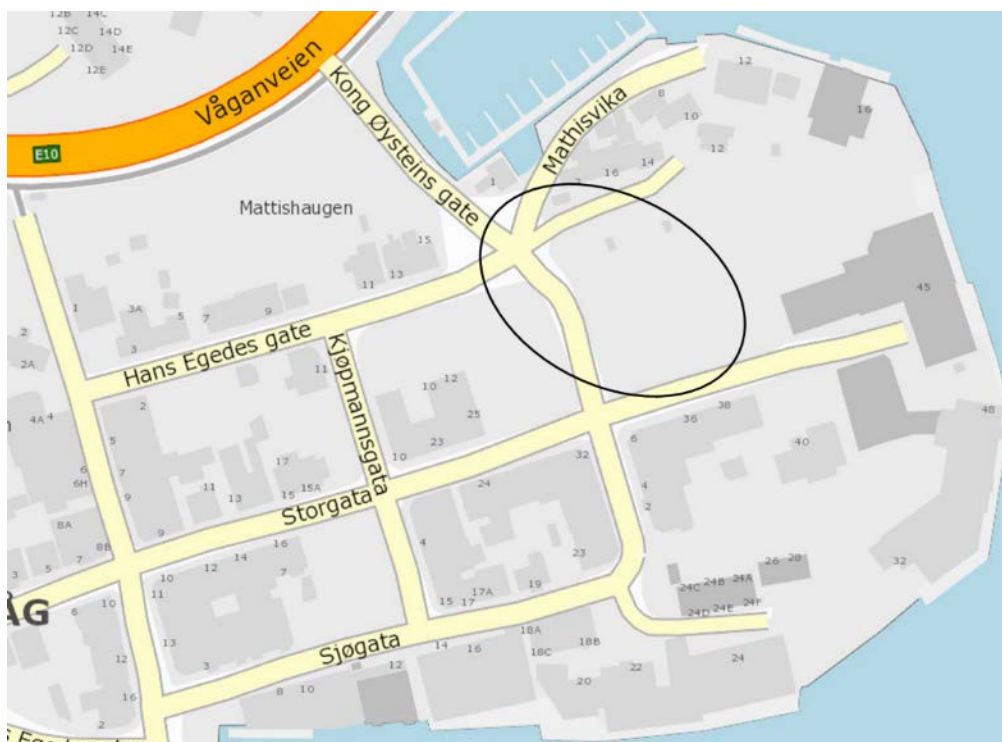 12B 14C
12C 14D
12D 14E
12E
Våganveien
E10
Kong Øysteins gate
Mathisvika
12
8
10
16
12
14
16
1
Mattishaugen
15
13
11
1
3A
5
7
9
3
2
2A
Hans Egedes gate
Kjøpmannsgata
11
10
12
25
23
10
45
38
36
40
48
6
4
2
32
4A 4
2
5
7
9
6
6H
11
13
17
15
15A
Storgata
32
24
8A
8B
7
5
3
9
10
12
14
16
7
4
23
19
17A
17
15
26
28
24C
24B
24A
24D
24E
24F
ÅG
6
10
11
13
12
16
2
3
Sjøgata
8
10
12
14
16
18A
18B
18C
20
22
24